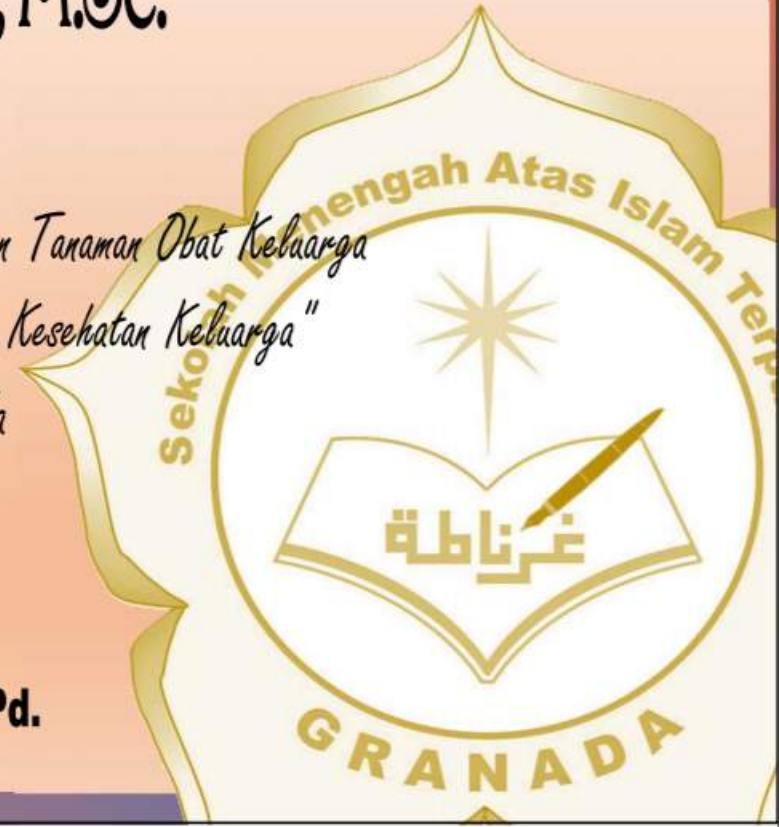 , M.Sc.
n Tanaman Obat Keluarga
Kesehatan Keluarga"
a
Pd.
Sekolah Menengah Atas Islam Terp
غرناطة
GRANADA